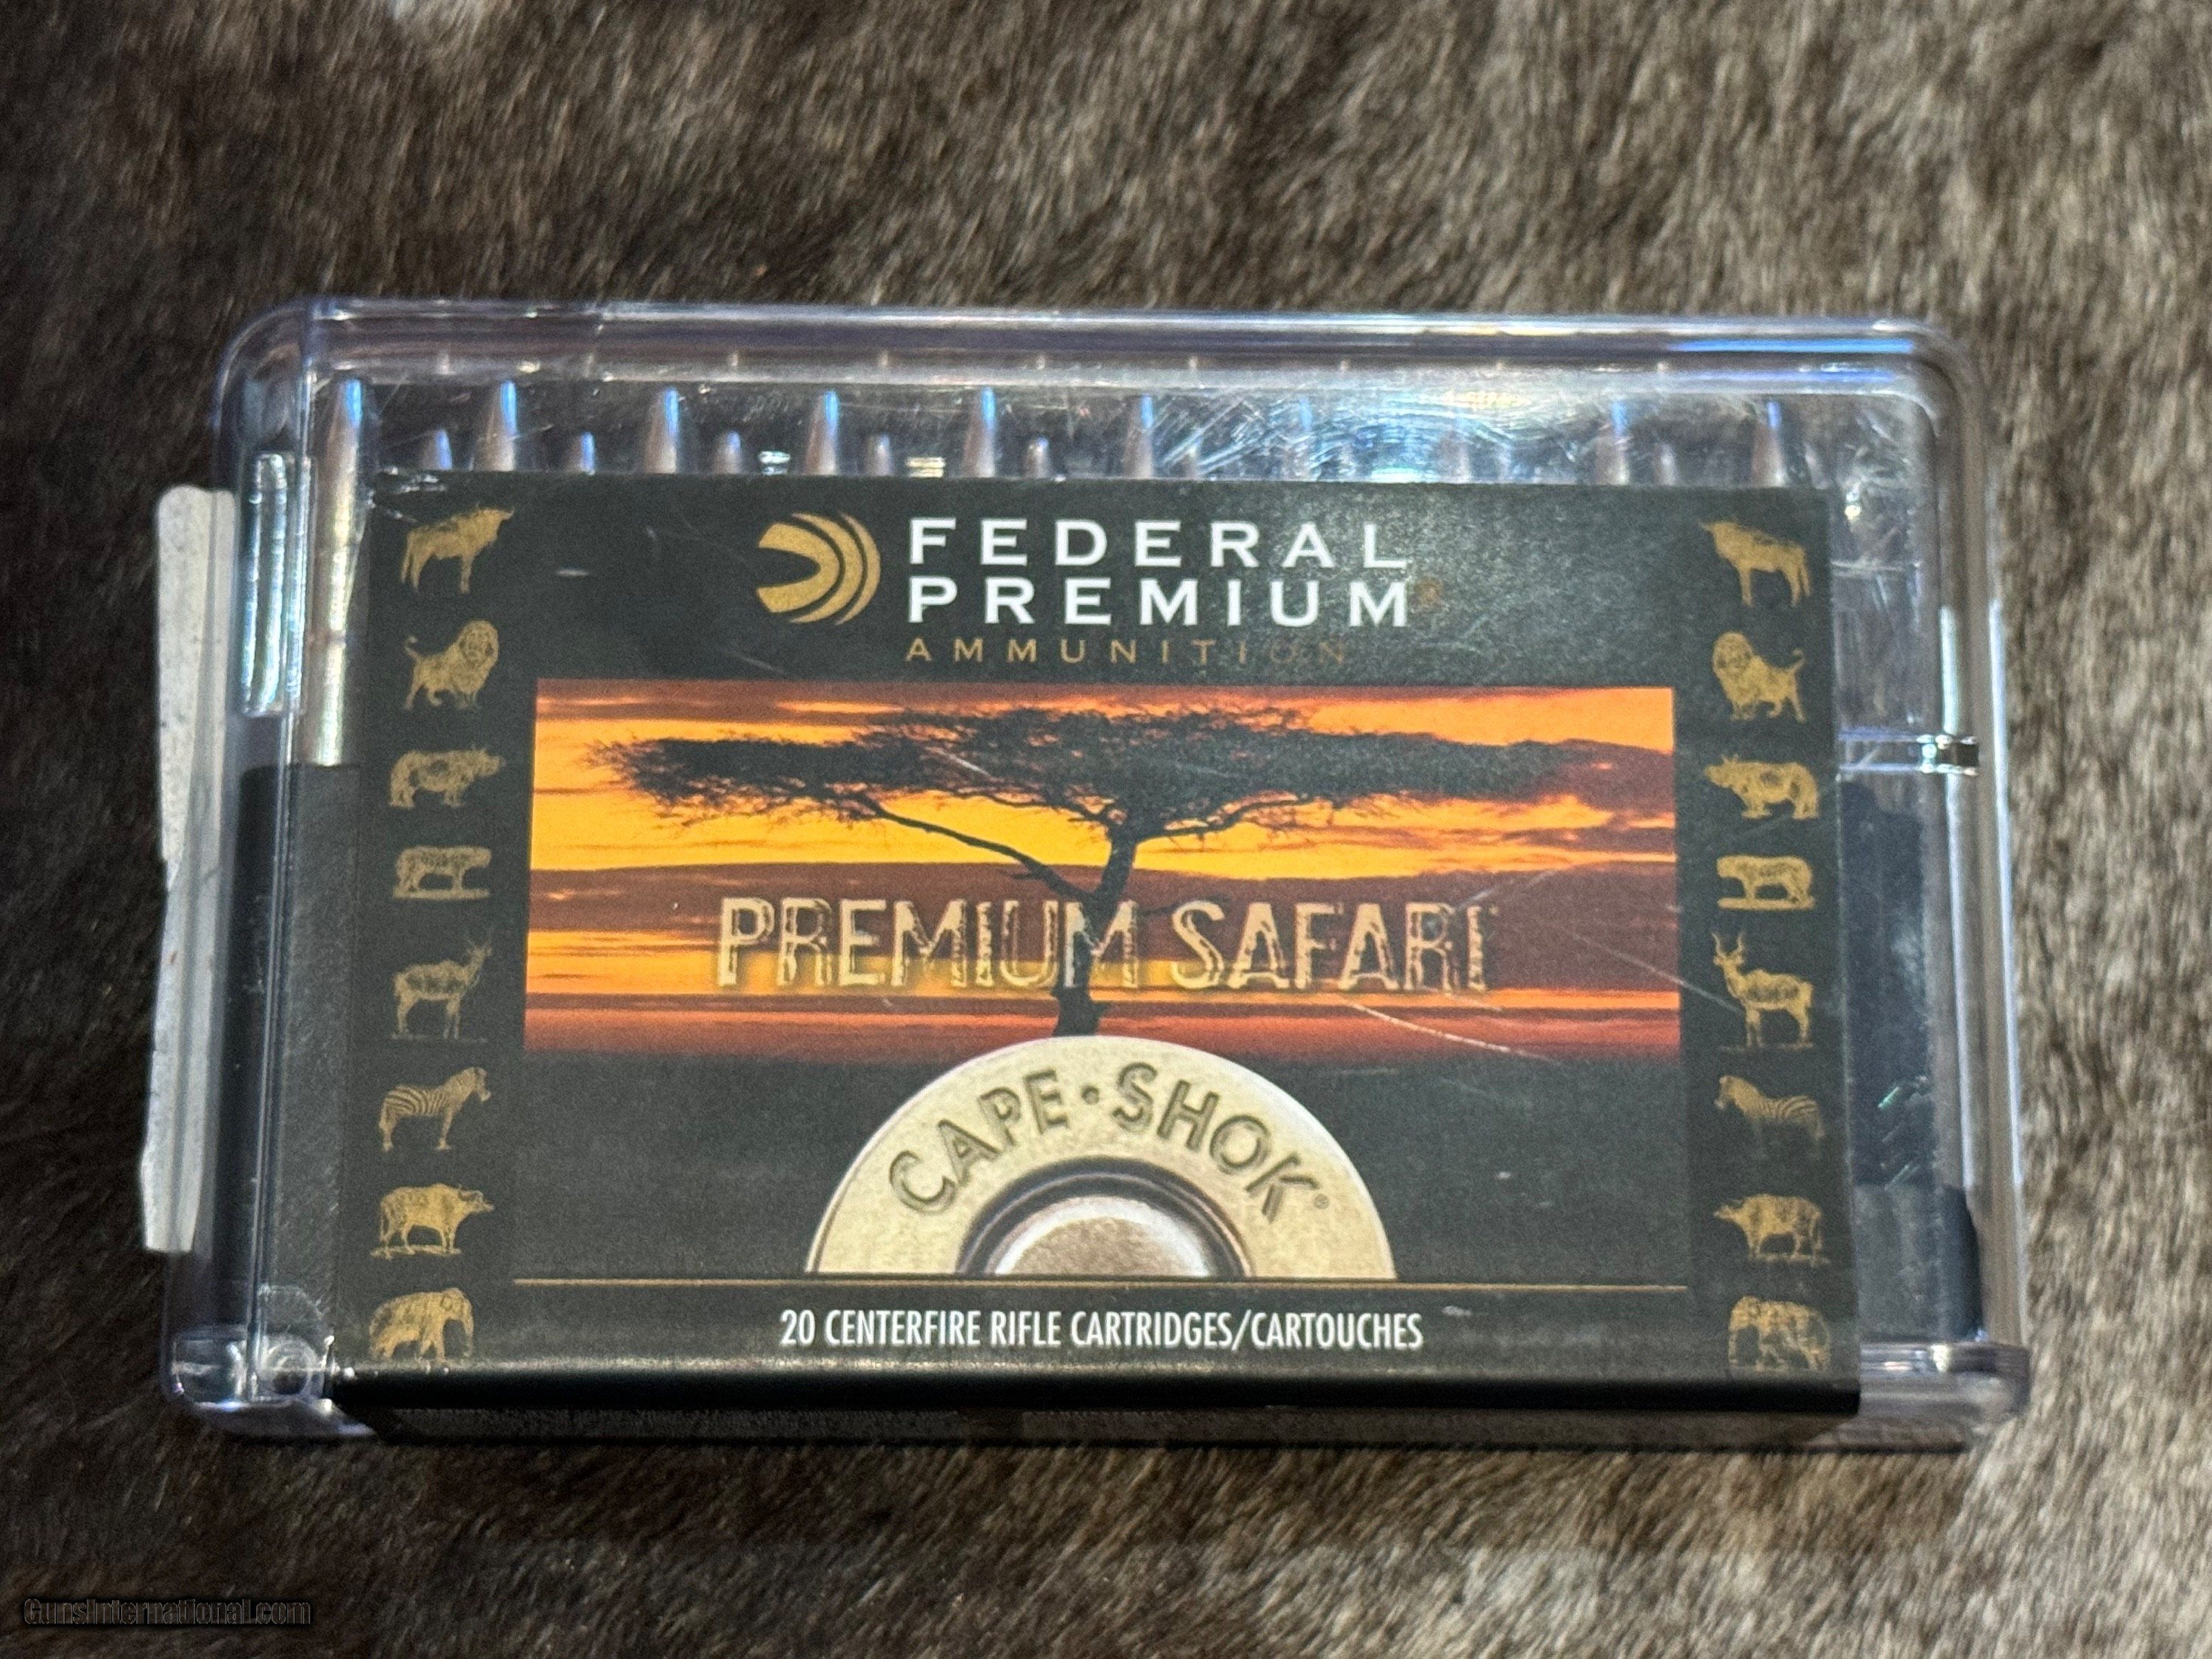 FEDERAL
PREMIUM®
AMMUNITION
PREMIUM SAFARI
CAPE•SHOK®
20 CENTERFIRE RIFLE CARTRIDGES/CARTOUCHES
GunsInternational.com